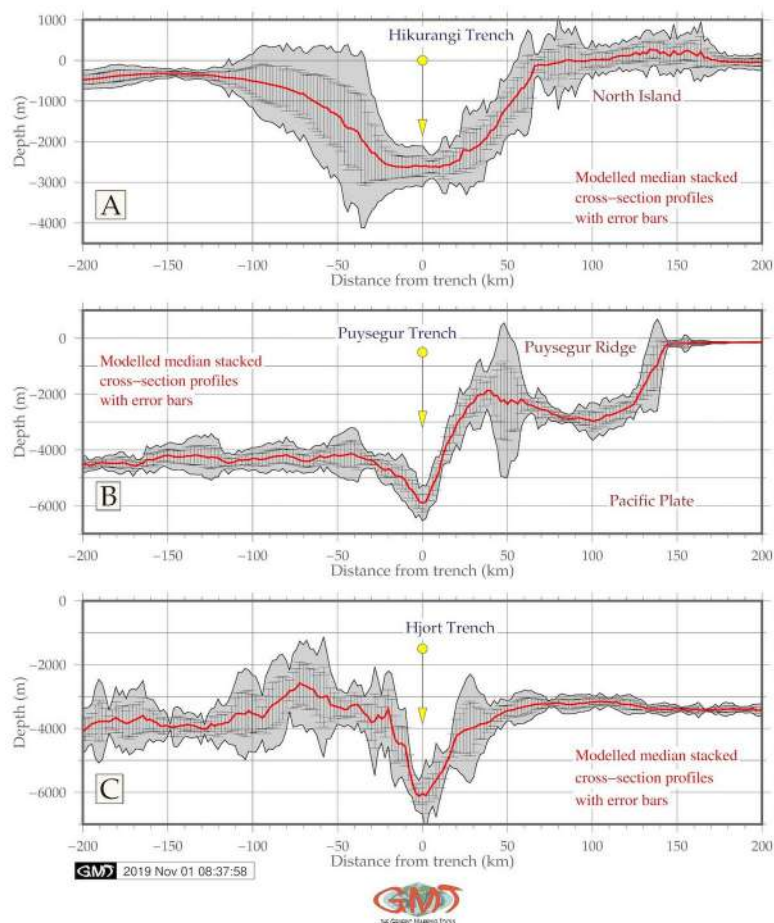 1000
Hikurangi Trench
0
North Island
−1000
Depth (m)
−2000
−3000
Modelled median stacked
cross−section profiles
with error bars
−4000
A
−200
−150
−100
−50
0
50
100
150
200
Distance from trench (km)
0
Puysegur Trench
Puysegur Ridge
Modelled median stacked
cross−section profiles
with error bars
−2000
Depth (m)
−4000
−6000
B
Pacific Plate
−200
−150
−100
−50
0
50
100
150
200
Distance from trench (km)
0
Hjort Trench
−2000
Depth (m)
−4000
−6000
C
Modelled median stacked
cross−section profiles
with error bars
−200
−150
−100
−50
0
50
100
150
200
Distance from trench (km)
GMT 2019 Nov 01 08:37:58
GMT
THE GENERIC MAPPING TOOLS